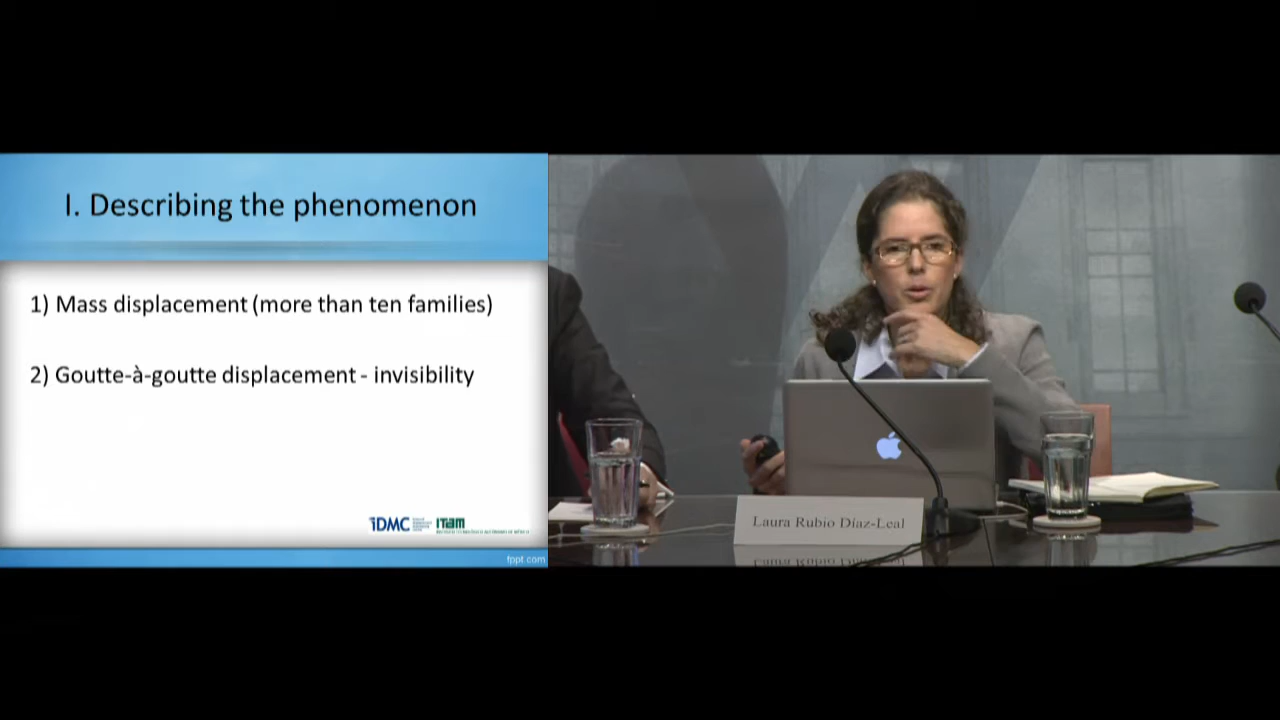 I. Describing the phenomenon
1) Mass displacement (more than ten families)
2) Goutte-à-goutte displacement - invisibility
iDMC
ITAM
fppt.com
Laura Rubio Díaz-Leal